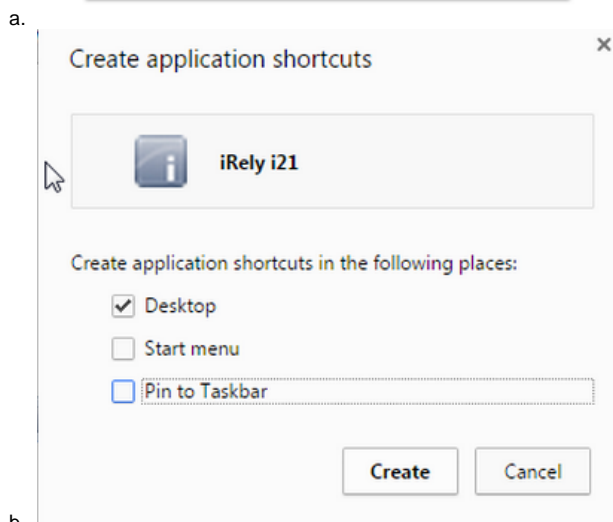 a.
Create application shortcuts
iRely i21
Create application shortcuts in the following places:
Desktop
Start menu
Pin to Taskbar
Create Cancel
b.